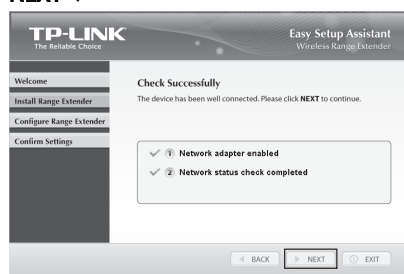 NEXT
TP-LINK
The Reliable Choice
Easy Setup Assistant
Wireless Range Extender
Welcome
Install Range Extender
Configure Range Extender
Confirm Settings
Check Successfully
The device has been well connected. Please click NEXT to continue.
1 Network adapter enabled
2 Network status check completed
BACK
NEXT
EXIT